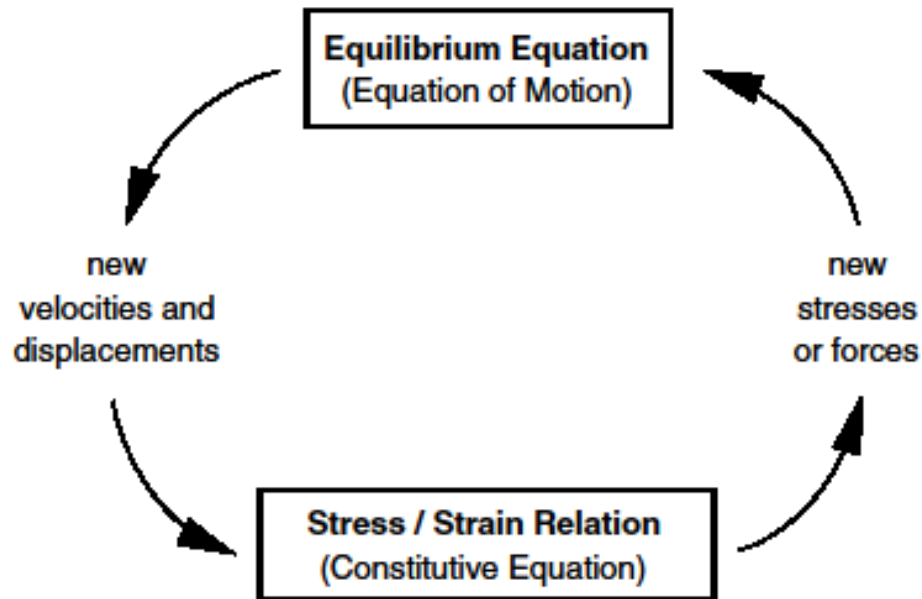 Equilibrium Equation
(Equation of Motion)
new
velocities and
displacements
new
stresses
or forces
Stress / Strain Relation
(Constitutive Equation)